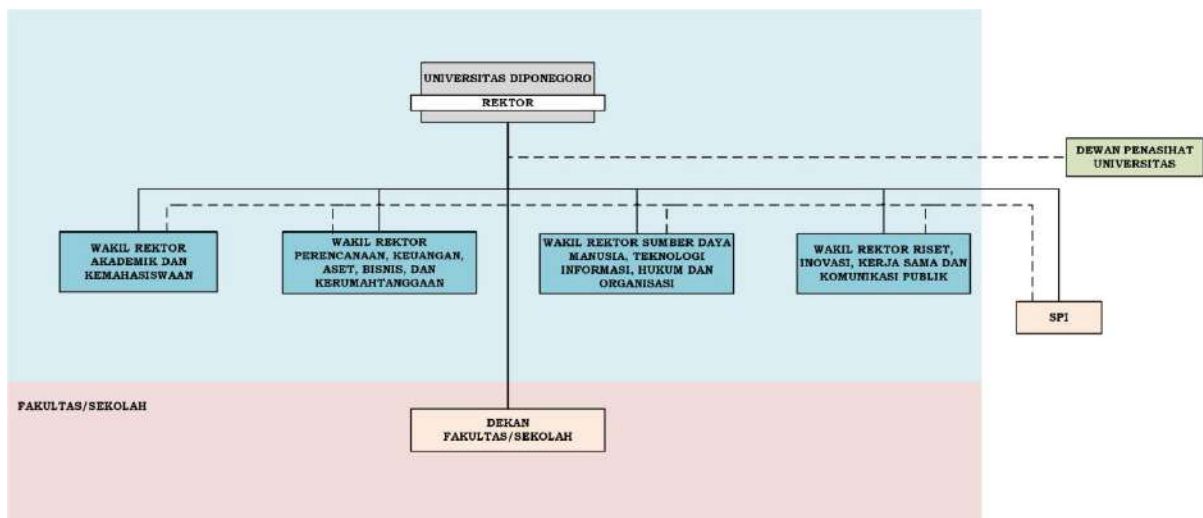 UNIVERSITAS DIPONEGORO
REKTOR
DEWAN PENASIHAT
UNIVERSITAS
WAKIL REKTOR
AKADEMIK DAN
KEMAHASISWAAN
WAKIL REKTOR
PERENCANAAN, KEUANGAN,
ASET, BISNIS, DAN
KERUMAHTANGGAAN
WAKIL REKTOR SUMBER DAYA
MANUSIA, TEKNOLOGI
INFORMASI, HUKUM DAN
ORGANISASI
WAKIL REKTOR RISET,
INOVASI, KERJA SAMA DAN
KOMUNIKASI PUBLIK
SPI
FAKULTAS/SEKOLAH
DEKAN
FAKULTAS/SEKOLAH